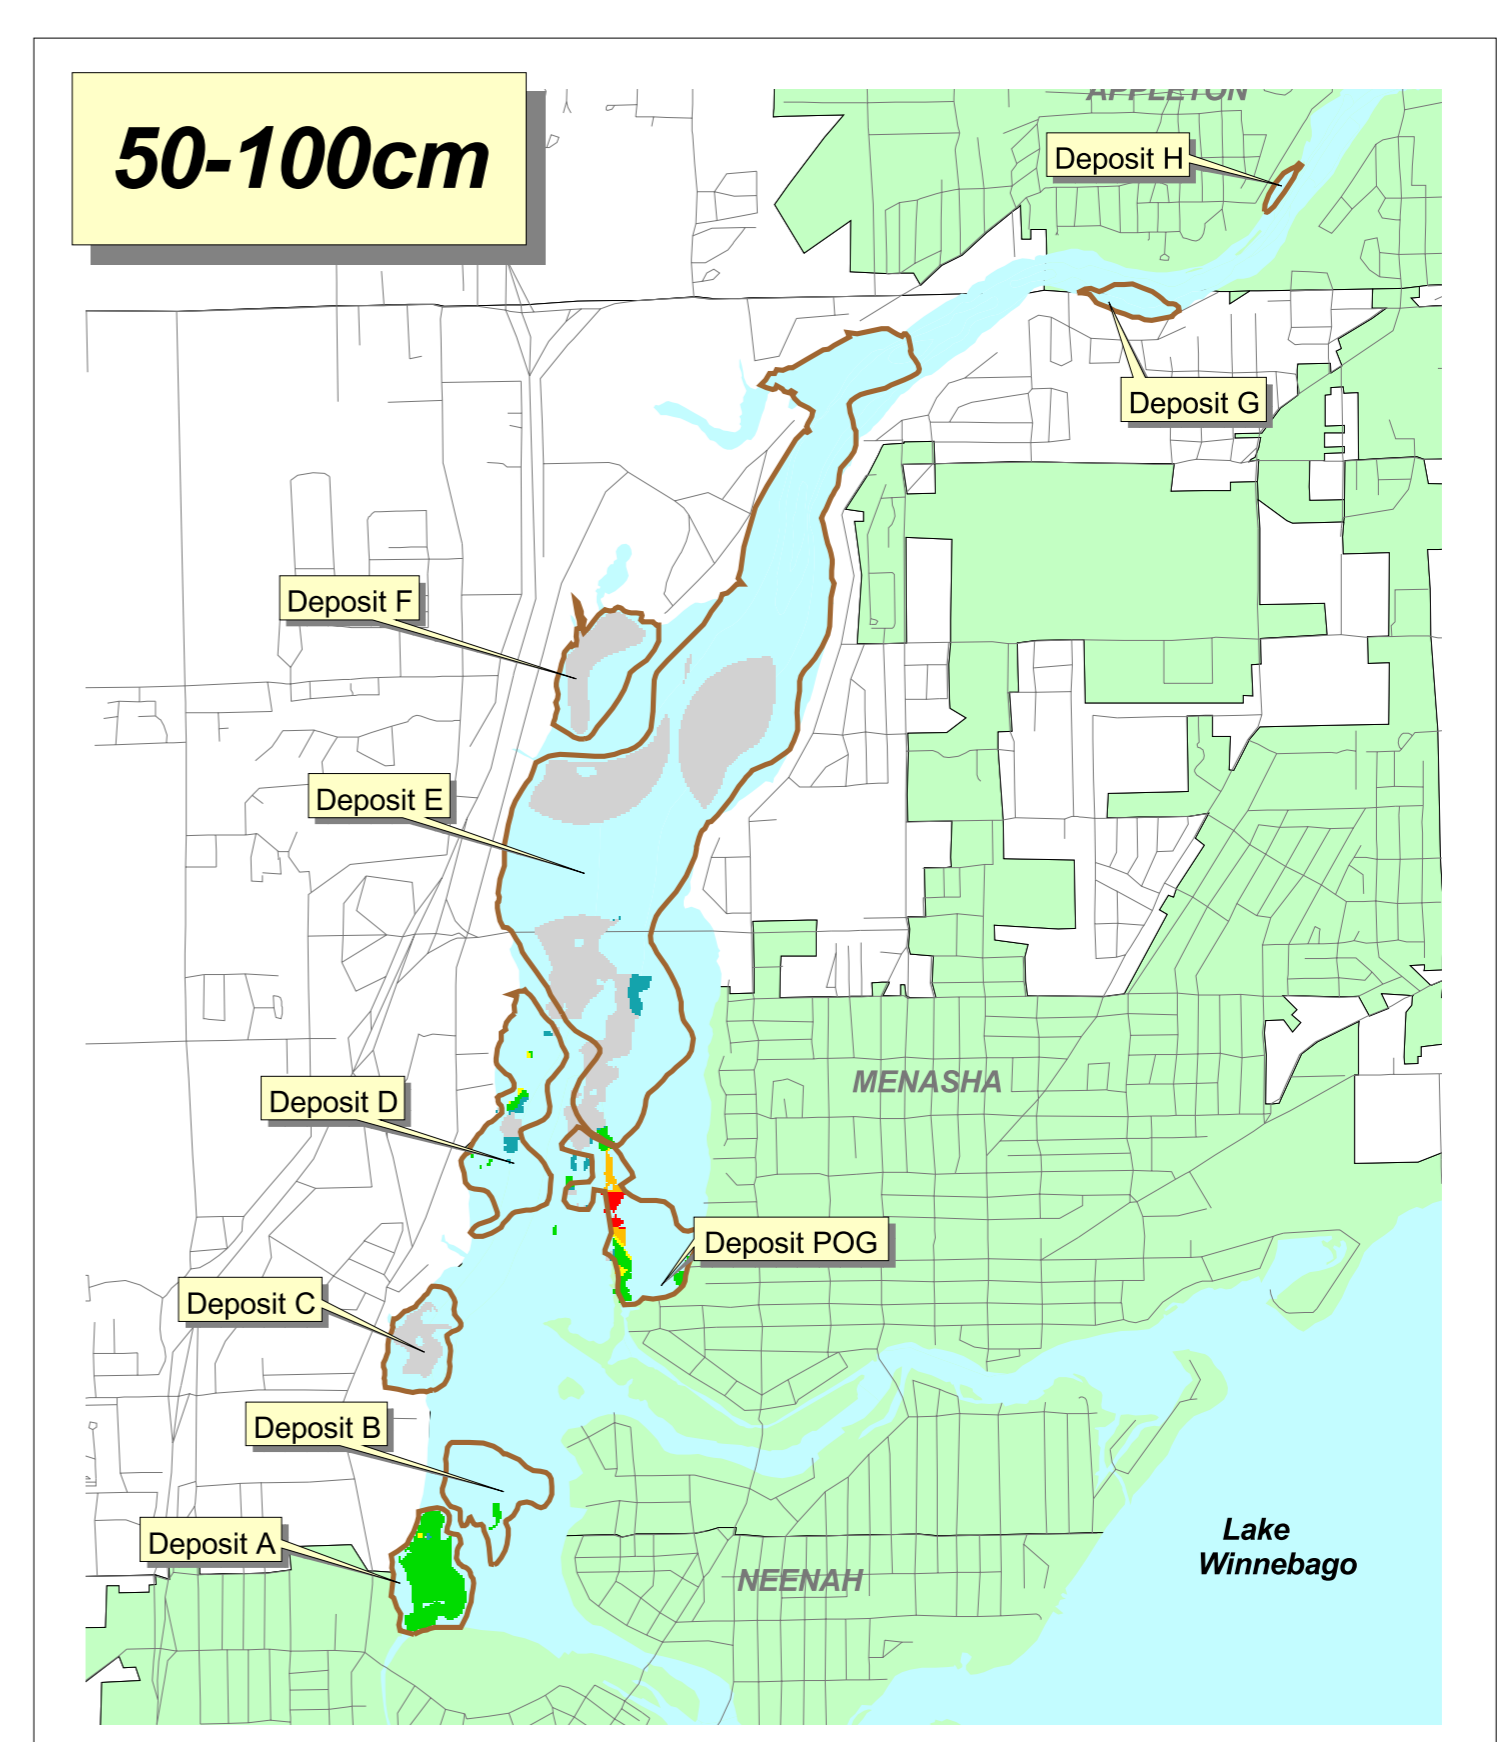 50-100cm
APPLETON
Deposit H
Deposit G
Deposit F
Deposit E
MENASHA
Deposit D
Deposit POG
Deposit C
Deposit B
Lake
Winnebago
Deposit A
NEENAH